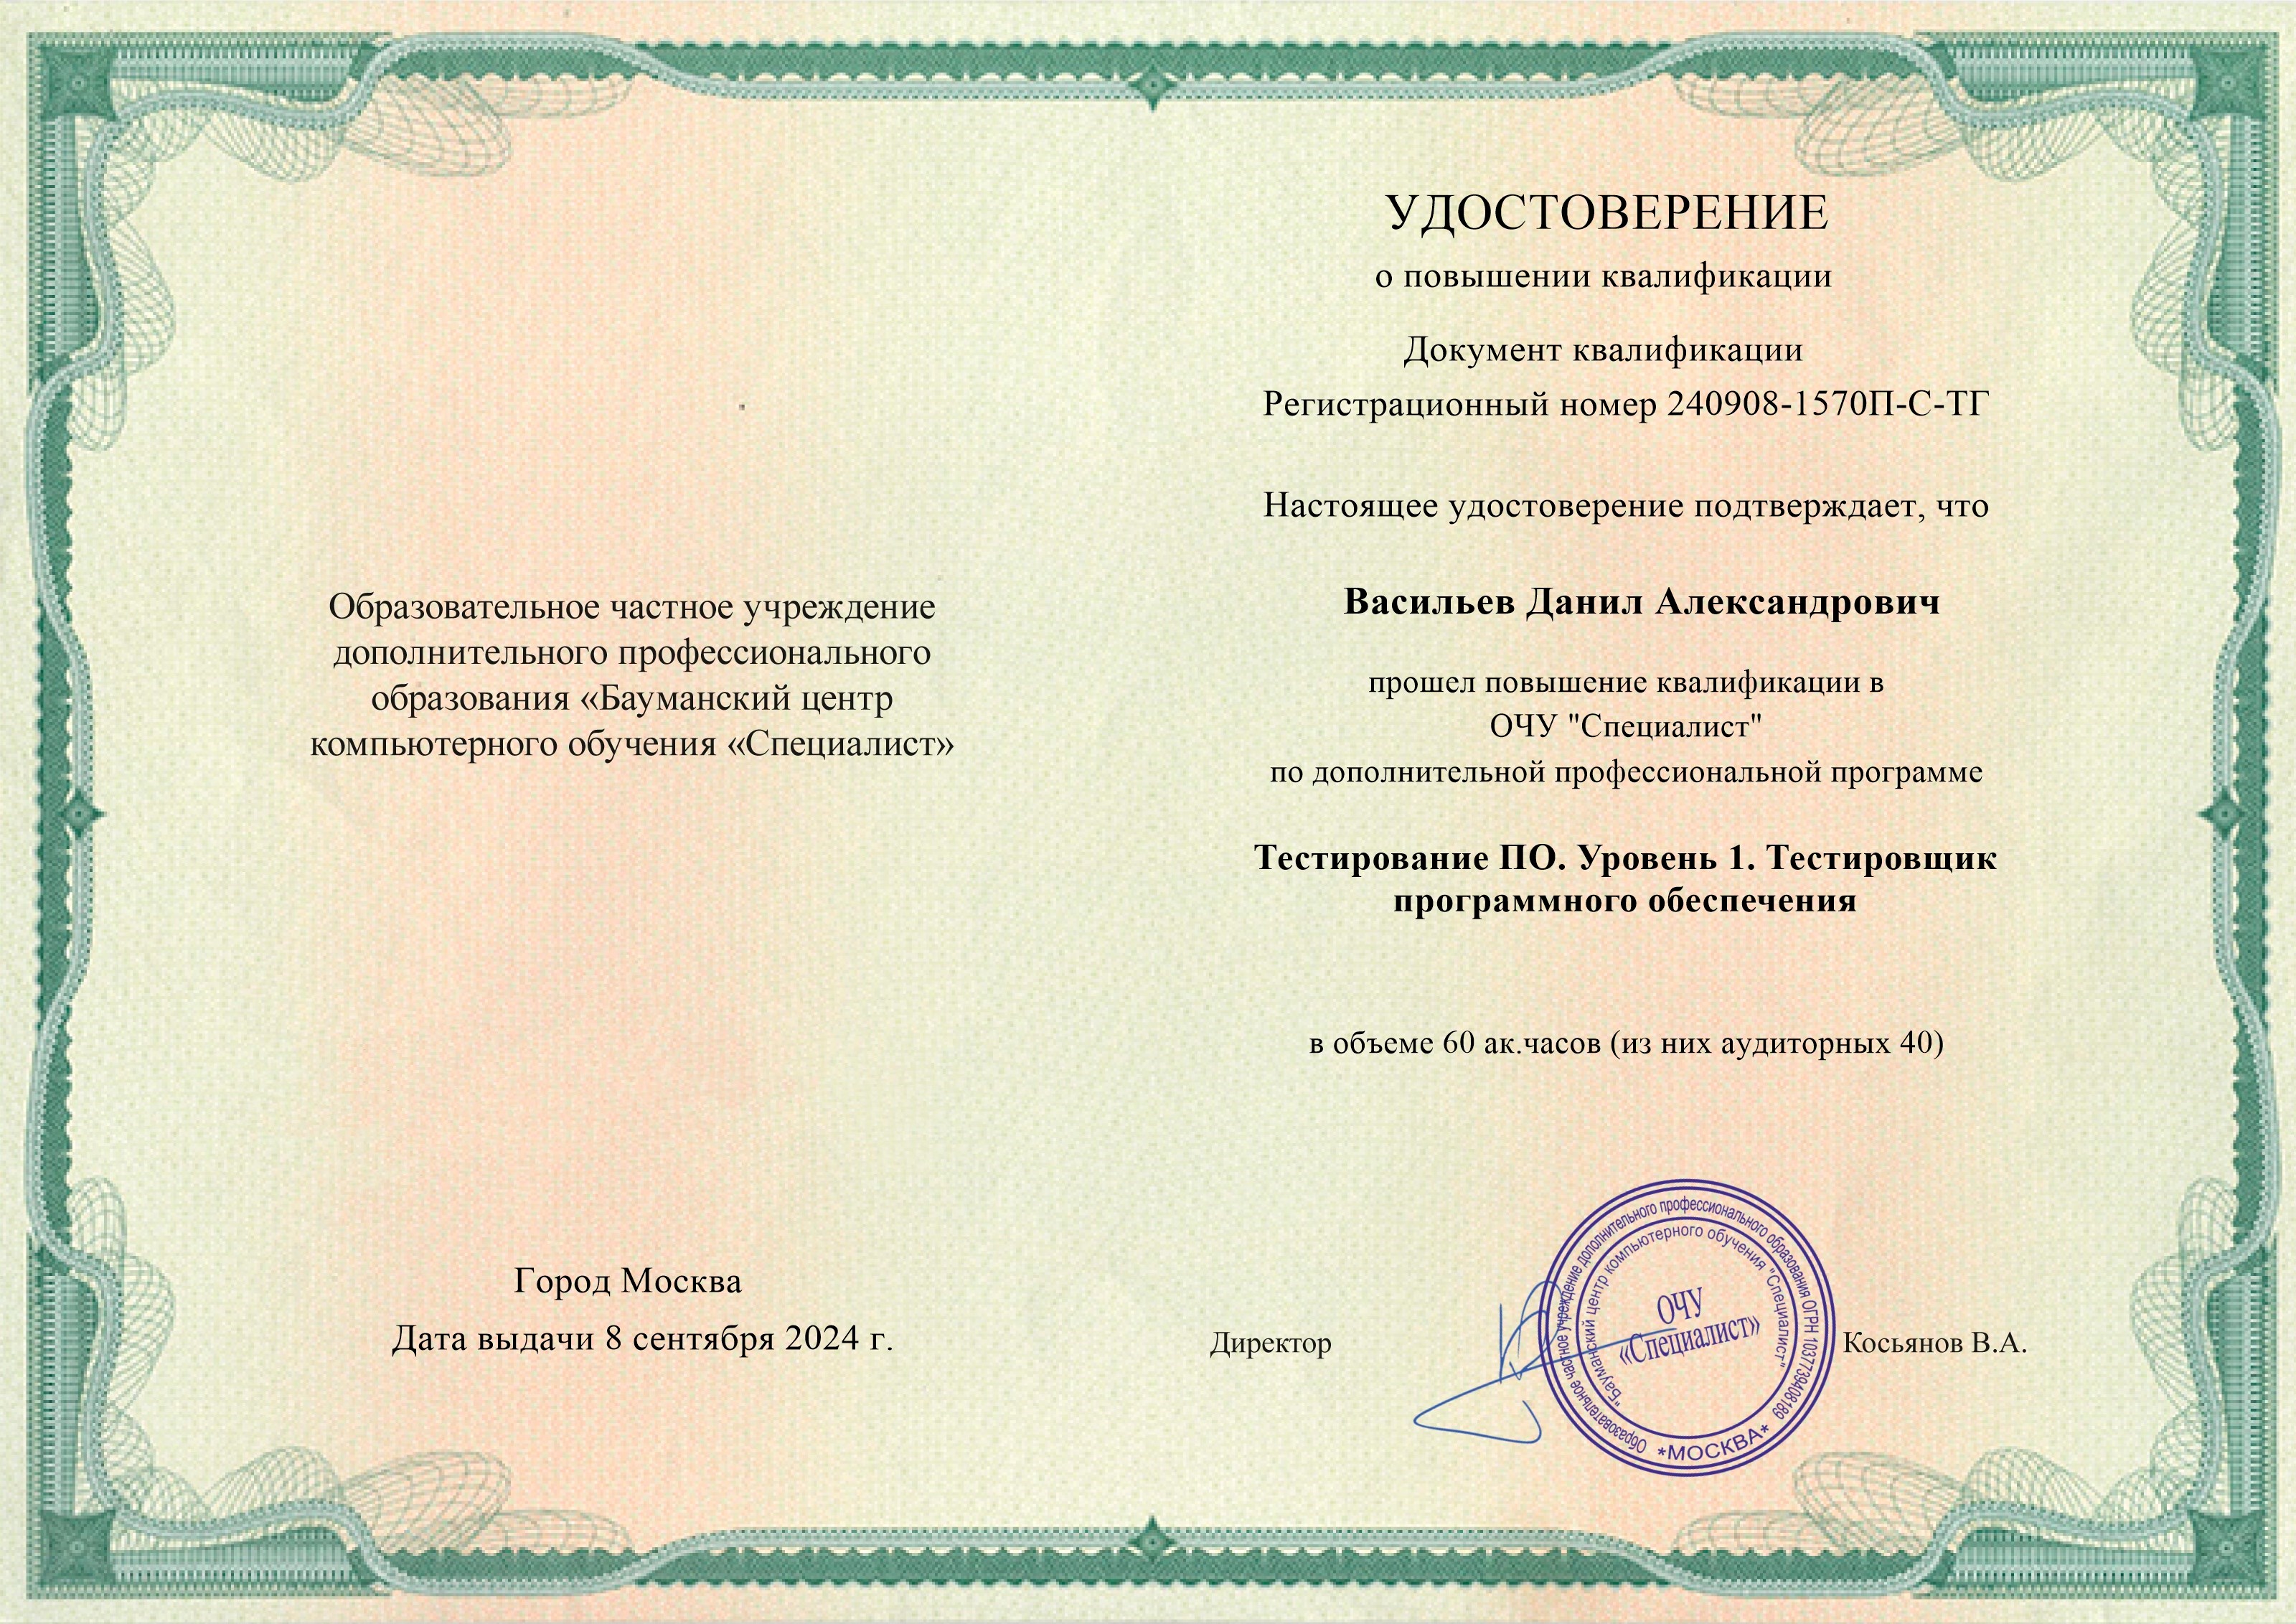 Образовательное частное учреждение
дополнительного профессионального
образования «Бауманский центр
компьютерного обучения «Специалист»
Город Москва
Дата выдачи 8 сентября 2024 г.
УДОСТОВЕРЕНИЕ
о повышении квалификации
Документ квалификации
Регистрационный номер 240908-1570П-С-ТГ
Настоящее удостоверение подтверждает, что
Васильев Данил Александрович
прошел повышение квалификации в
ОЧУ "Специалист"
по дополнительной профессиональной программе
Тестирование ПО. Уровень 1. Тестировщик
программного обеспечения
в объеме 60 ак.часов (из них аудиторных 40)
Директор
Образовательное частное учреждение дополнительного профессионального образования ОГРН 1037739408189
*МОСКВА*
"Бауманский центр компьютерного обучения "Специалист"
ОЧУ
«Специалист»
Косьянов В.А.